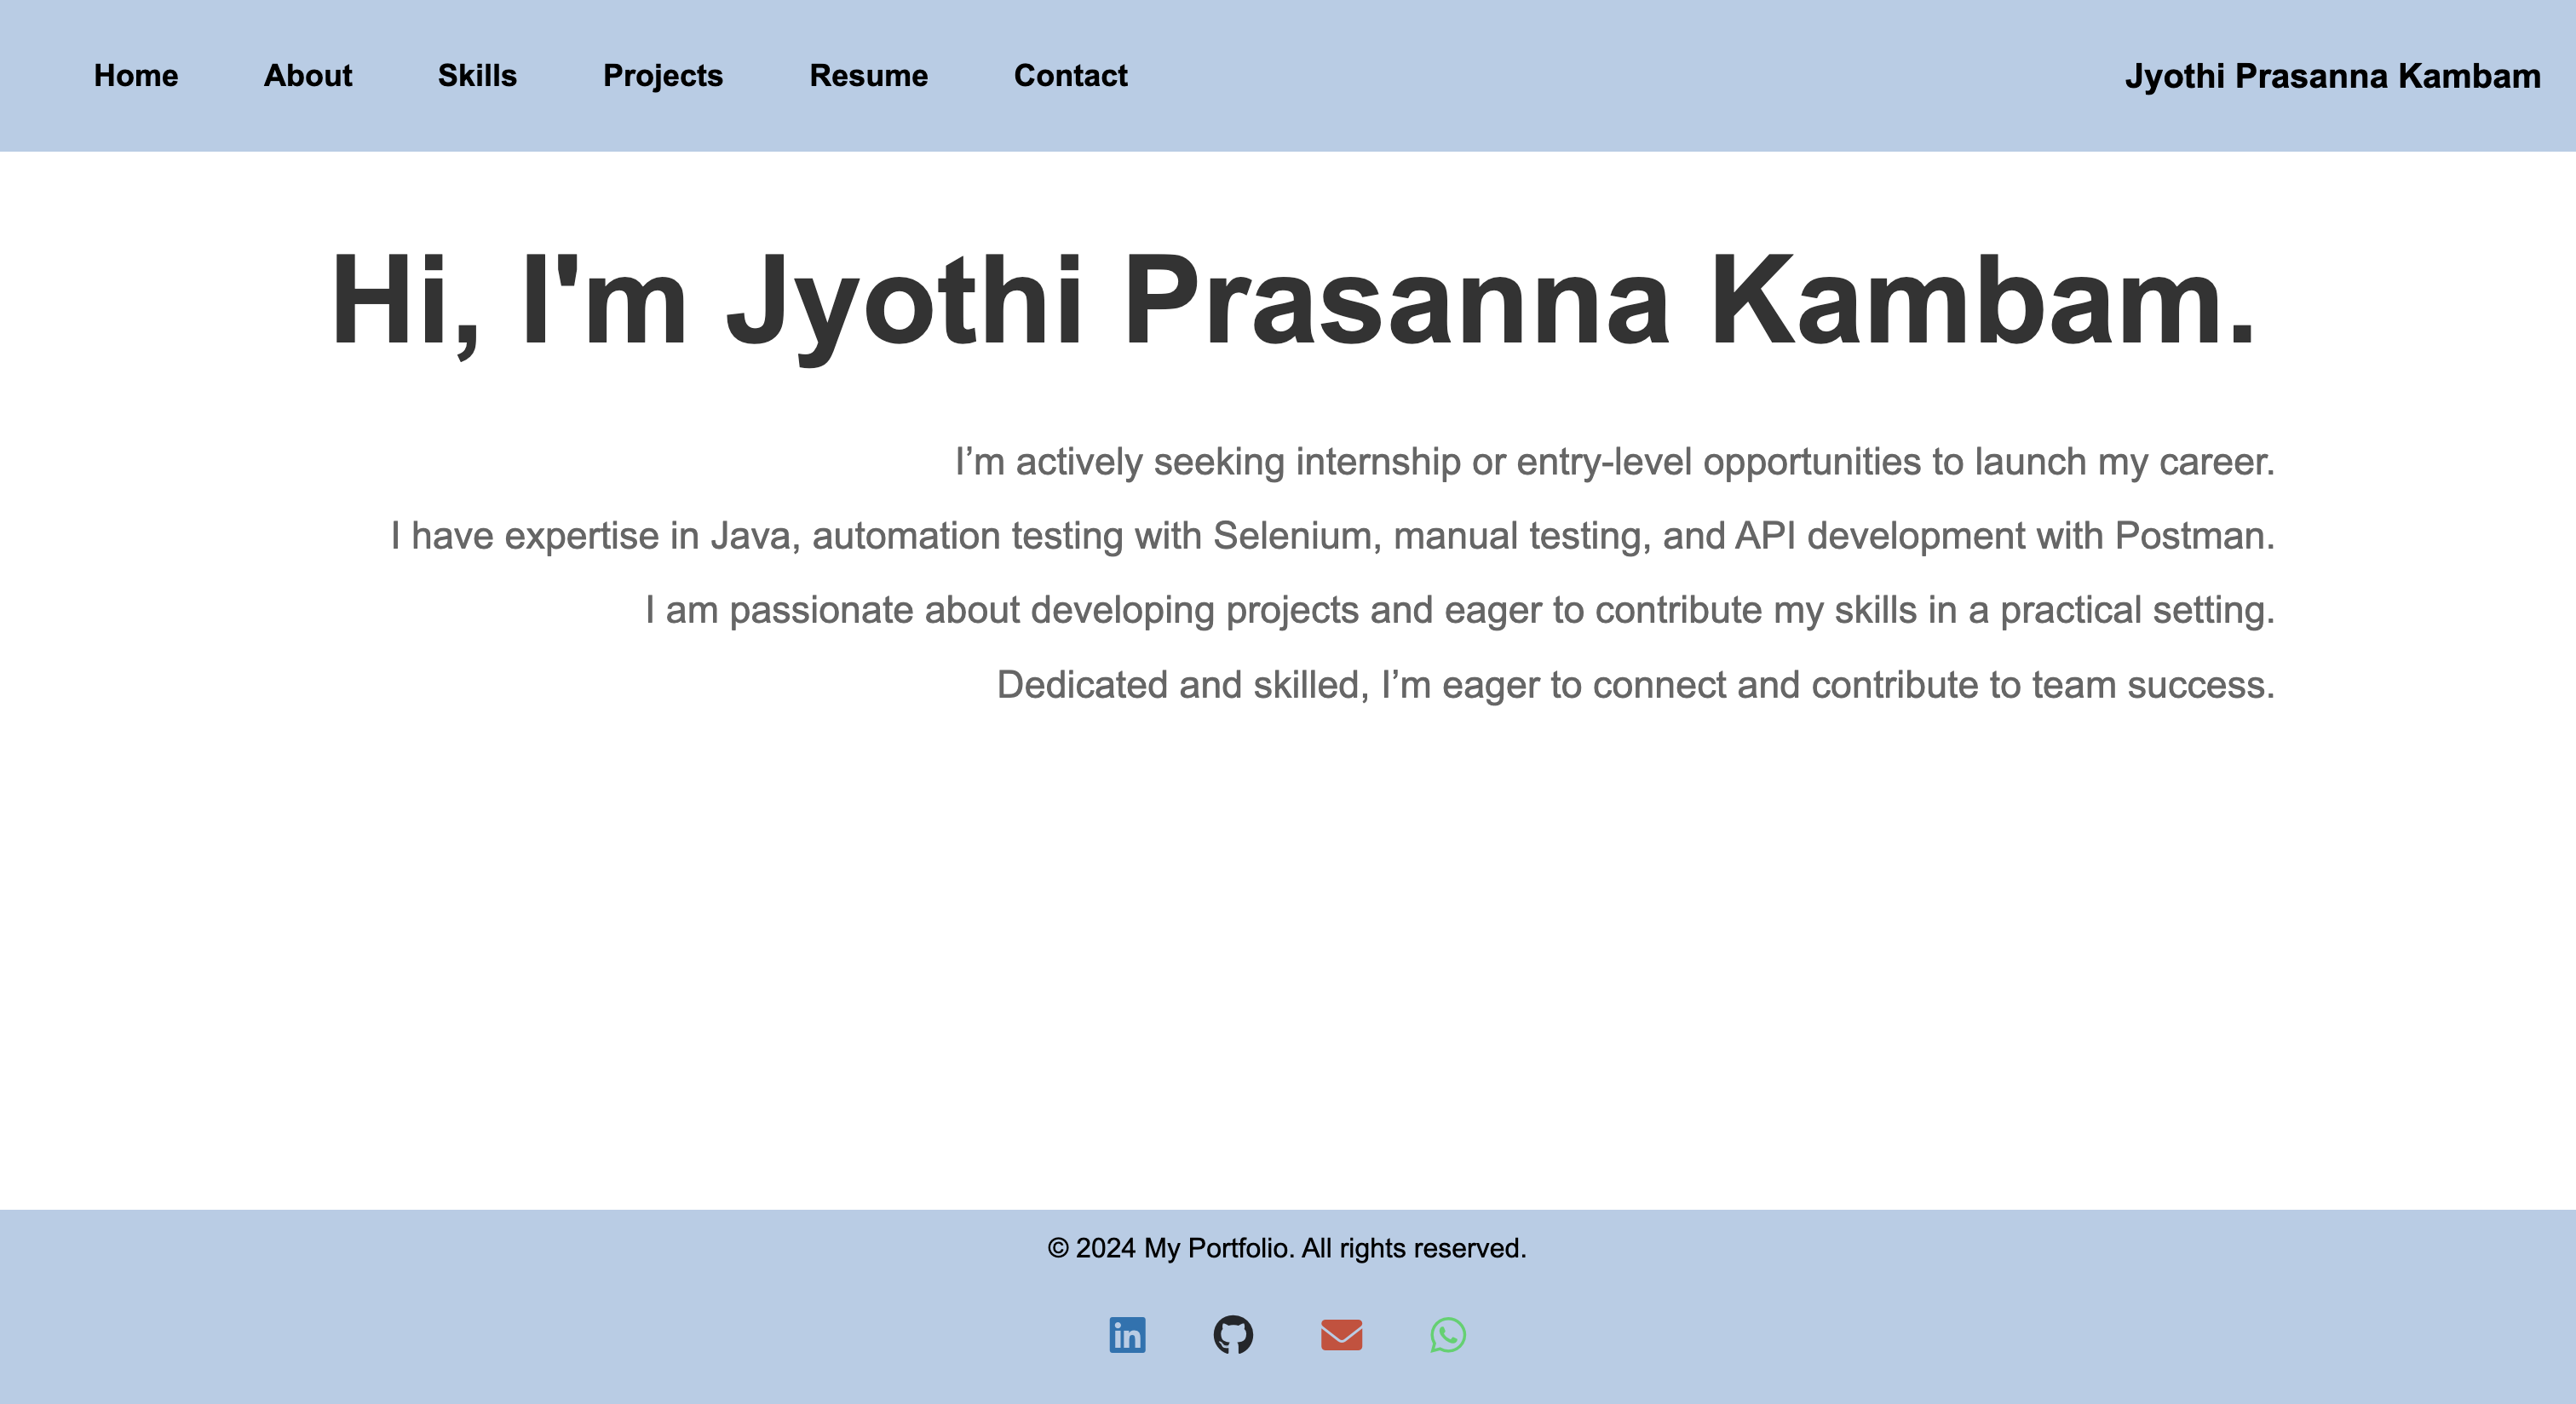 Home About Skills Projects Resume Contact Jyothi Prasanna Kambam
Hi, I'm Jyothi Prasanna Kambam.
I’m actively seeking internship or entry-level opportunities to launch my career.
I have expertise in Java, automation testing with Selenium, manual testing, and API development with Postman.
I am passionate about developing projects and eager to contribute my skills in a practical setting.
Dedicated and skilled, I’m eager to connect and contribute to team success.
© 2024 My Portfolio. All rights reserved.
in